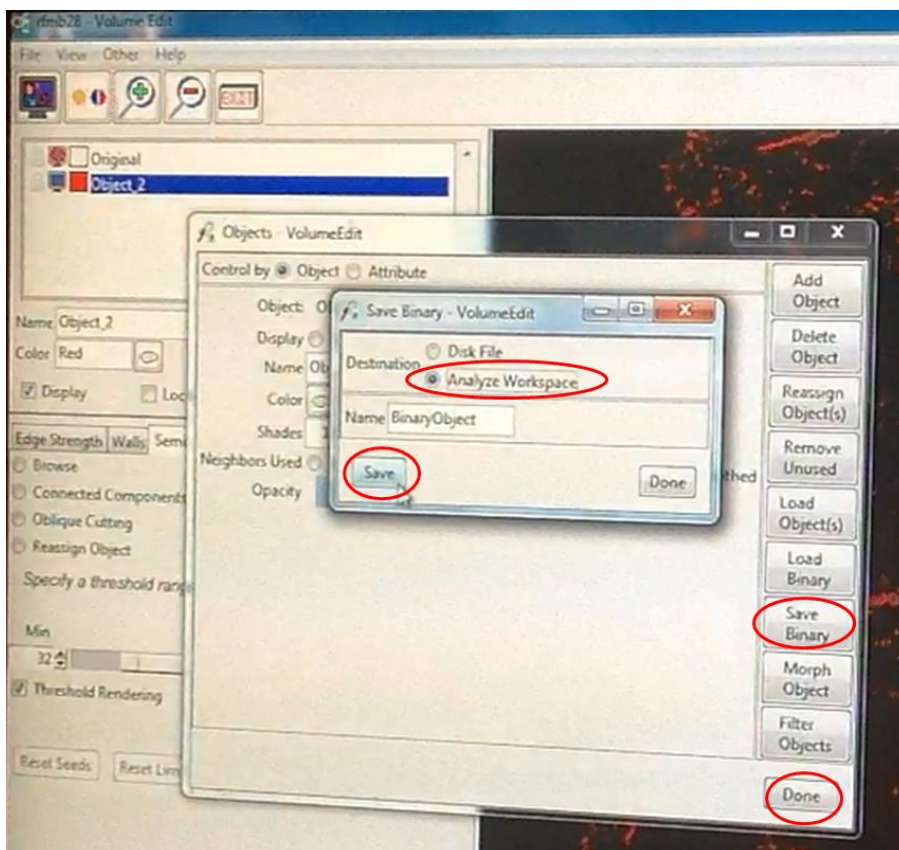 rfmb28 - Volume Edit
File View Other Help
EXIT
Original
Object_2
Name Object_2
Color Red
Display
Edge Strength Walls
Browse
Connected Components
Oblique Cutting
Reassign Object
Specify a threshold
Min
32
Threshold Rendering
Reset Seeds Reset
Objects - VolumeEdit
Control by Object Attribute
Object:
Display
Name
Color
Shades
Neighbors Used
Opacity
Save Binary - VolumeEdit
Destination Disk File
Analyze Workspace
Name BinaryObject
Save Done
Add
Object
Delete
Object
Reassign
Object(s)
Remove
Unused
Load
Object(s)
Load
Binary
Save
Binary
Morph
Object
Filter
Objects
Done